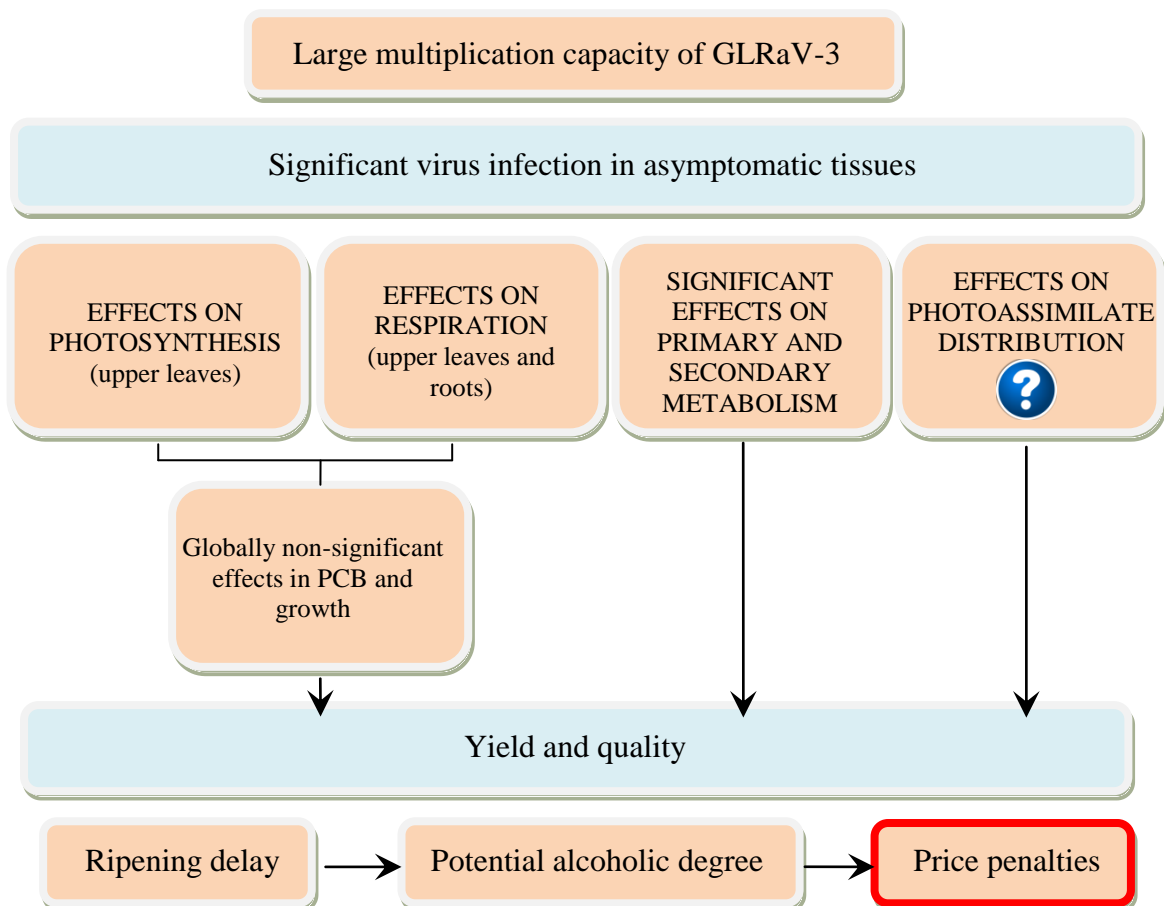 Large multiplication capacity of GLRaV-3
Significant virus infection in asymptomatic tissues
EFFECTS ON
PHOTOSYNTHESIS
(upper leaves)
EFFECTS ON
RESPIRATION
(upper leaves and
roots)
SIGNIFICANT
EFFECTS ON
PRIMARY AND
SECONDARY
METABOLISM
EFFECTS ON
PHOTOASSIMILATE
DISTRIBUTION
?
Globally non-significant
effects in PCB and
growth
Yield and quality
Ripening delay
Potential alcoholic degree
Price penalties